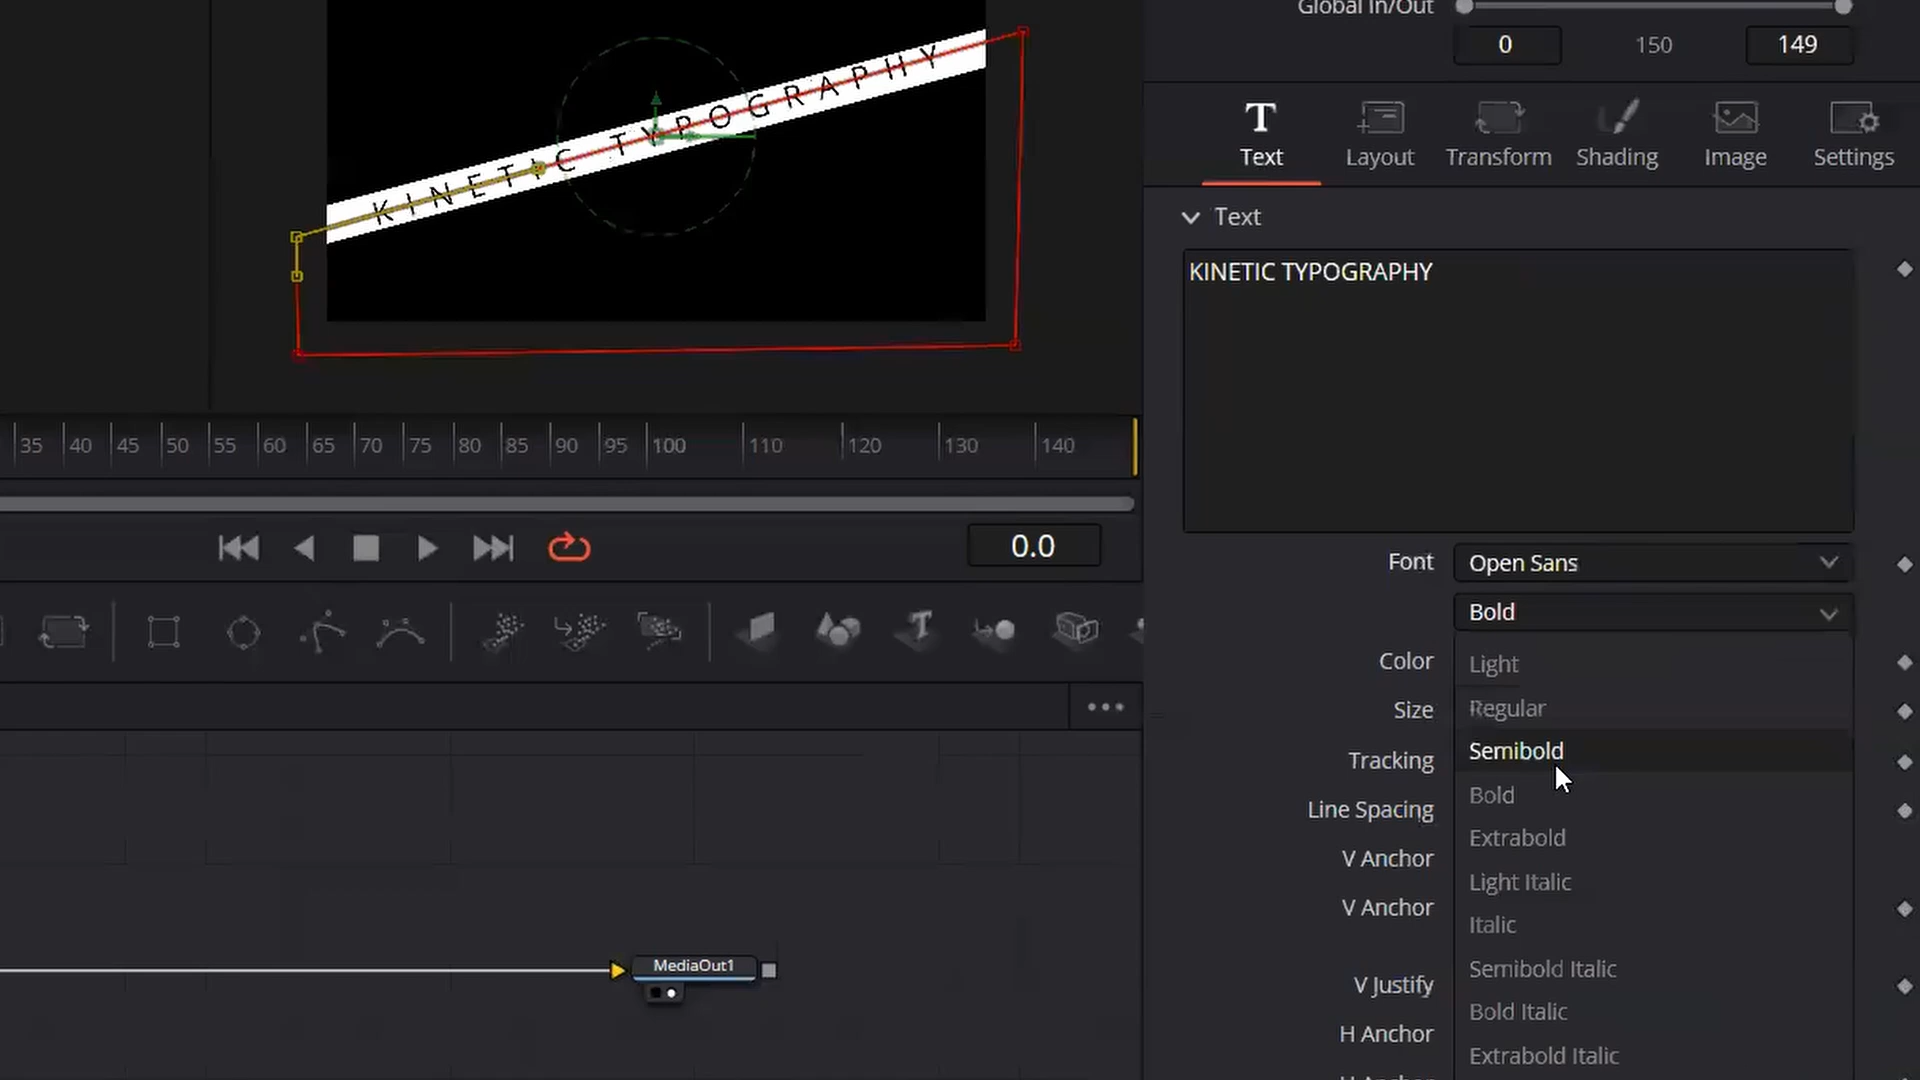 Global In/Out
0 150 149
Text Layout Transform Shading Image Settings
KINETIC TYPOGRAPHY
Text
KINETIC TYPOGRAPHY
35 40 45 50 55 60 65 70 75 80 85 90 95 100 110 120 130 140
0.0
Font Open Sans
Bold
Color
Size
Tracking
Line Spacing
V Anchor
V Anchor
V Justify
H Anchor
Light
Regular
Semibold
Bold
Extrabold
Light Italic
Italic
Semibold Italic
Bold Italic
Extrabold Italic
MediaOut1